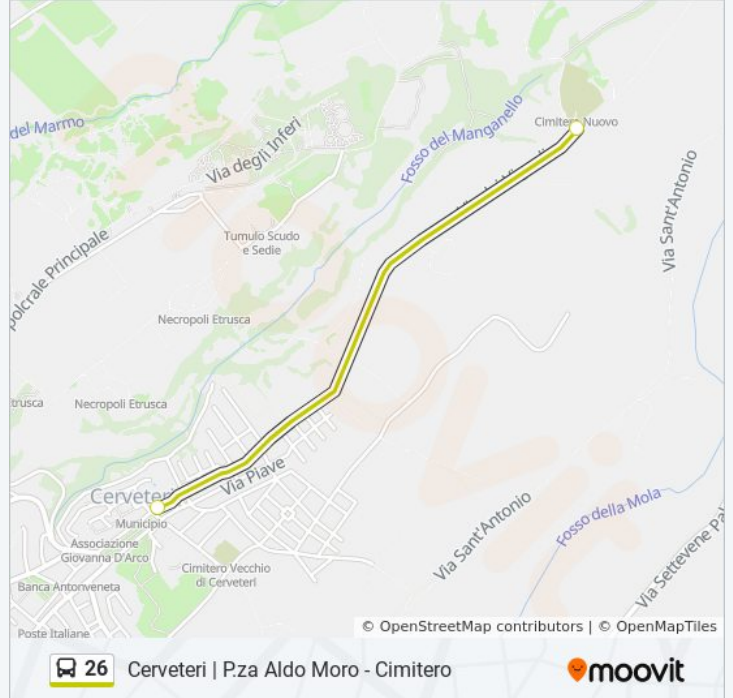 del Marmo
Cimitero Nuovo
Fosso del Manganello
Via degli Inferi
Via Sant'Antonio
Tumulo Scudo
e Sedie
polcrale Principale
Necropoli Etrusca
trusca
Necropoli Etrusca
Via Piave
Cerveteri
Municipio
Via Sant'Antonio
Fosso della Mola
Associazione
Giovanna D'Arco
Cimitero Vecchio
di Cerveteri
Via Settevene Pal
Banca Antonveneta
Poste Italiane
© OpenStreetMap contributors | © OpenMapTiles
26 Cerveteri | P.za Aldo Moro - Cimitero
moovit